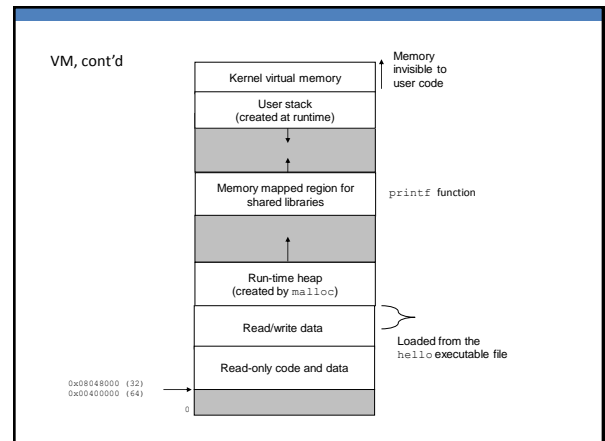 VM, cont'd
Memory
invisible to
user code
Kernel virtual memory
User stack
(created at runtime)
Memory mapped region for
shared libraries
printf function
Run-time heap
(created by malloc)
Read/write data
Loaded from the
hello executable file
Read-only code and data
0x08048000 (32)
0x00400000 (64)
0